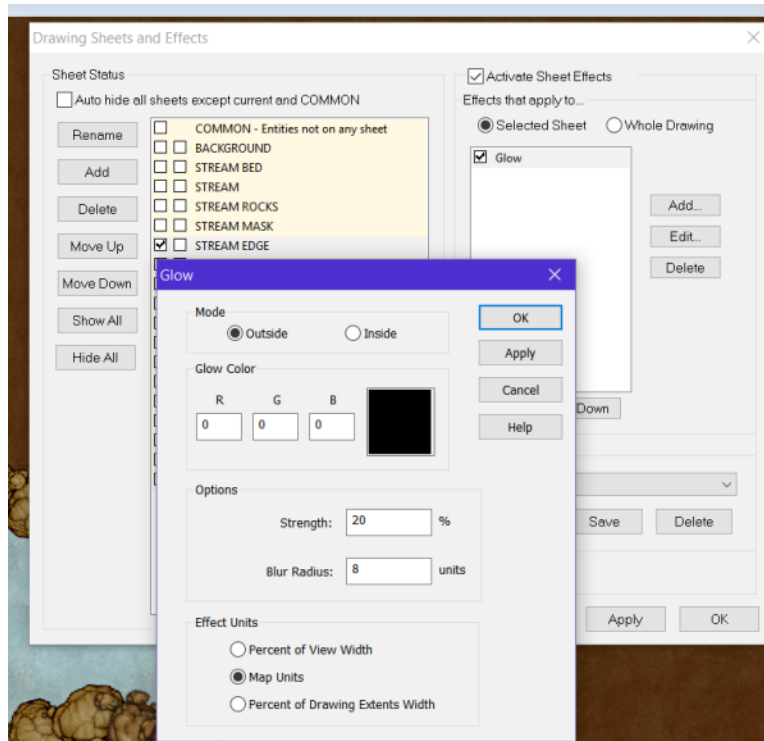 Drawing Sheets and Effects
Sheet Status
Auto hide all sheets except current and COMMON
Rename
Add
Delete
Move Up
Move Down
Show All
Hide All
COMMON - Entities not on any sheet
BACKGROUND
STREAM BED
STREAM
STREAM ROCKS
STREAM MASK
STREAM EDGE
Activate Sheet Effects
Effects that apply to...
Selected Sheet Whole Drawing
Glow
Add...
Edit...
Delete
Down
Save Delete
Apply OK
Glow
Mode
Outside Inside
Glow Color
R G B
0 0 0
Options
Strength: 20 %
Blur Radius: 8 units
Effect Units
Percent of View Width
Map Units
Percent of Drawing Extents Width
OK
Apply
Cancel
Help